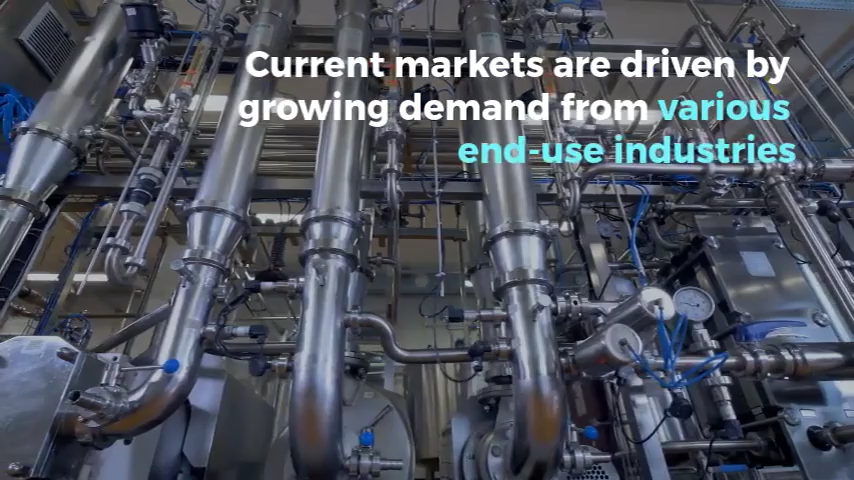 Current markets are driven by
growing demand from various
end-use industries